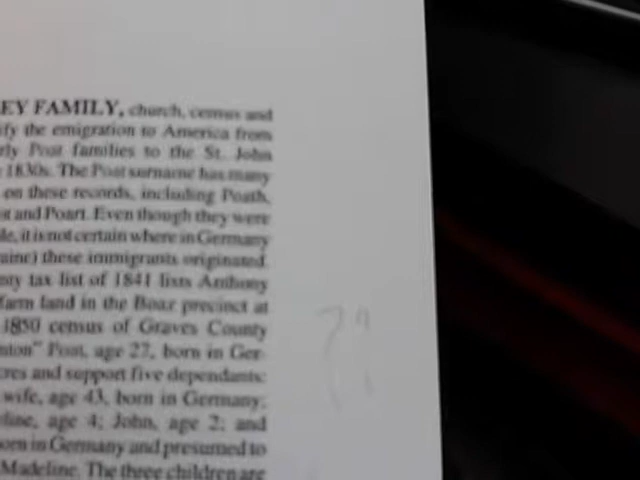 EY FAMILY, church, census and
ify the emigration to America from
rly Post families to the St. John
1830s. The Post surname has many
on these records, including Poath,
st and Poart. Even though they were
le, it is not certain where in Germany
aine) these immigrants originated.
nty tax list of 1841 lists Anthony
farm land in the Boaz precinct at
1850 census of Graves County
nton" Post, age 27, born in Ger-
cres and support five dependants:
wife, age 43, born in Germany;
line, age 4; John, age 2; and
orn in Germany and presumed to
Madeline. The three children are